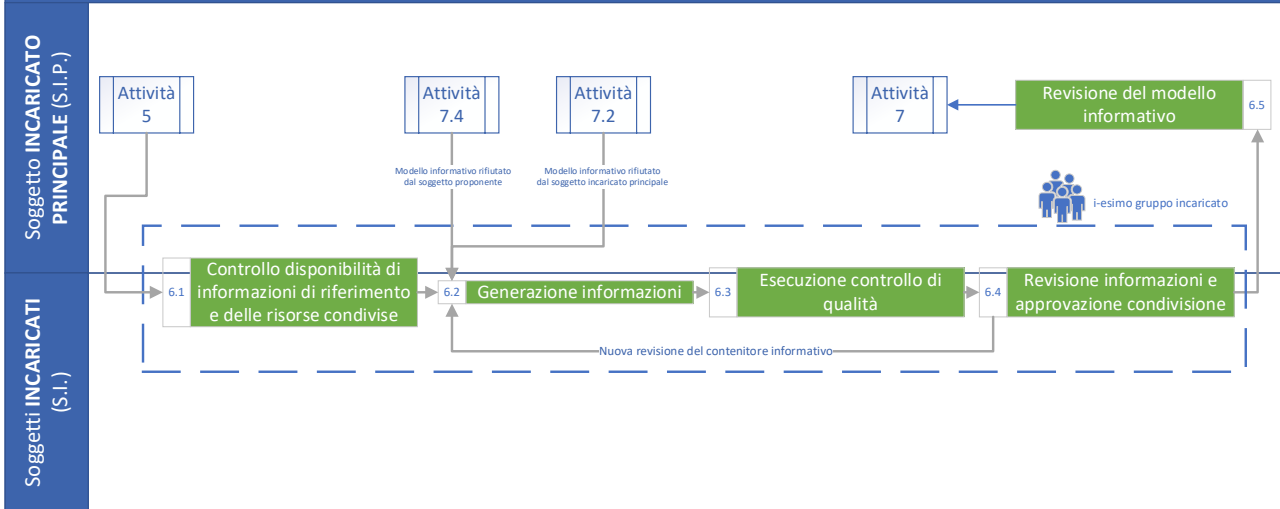 Soggetto INCARICATO
PRINCIPALE (S.I.P.)
Attività
5
Attività
7.4
Attività
7.2
Attività
7
Revisione del modello
informativo
6.5
Modello informativo rifiutato
dal soggetto proponente
Modello informativo rifiutato
dal soggetto incaricato principale
i-esimo gruppo incaricato
Soggetti INCARICATI
(S.I.)
6.1
Controllo disponibilità di
informazioni di riferimento
e delle risorse condivise
6.2
Generazione informazioni
6.3
Esecuzione controllo di
qualità
6.4
Revisione informazioni e
approvazione condivisione
Nuova revisione del contenitore informativo